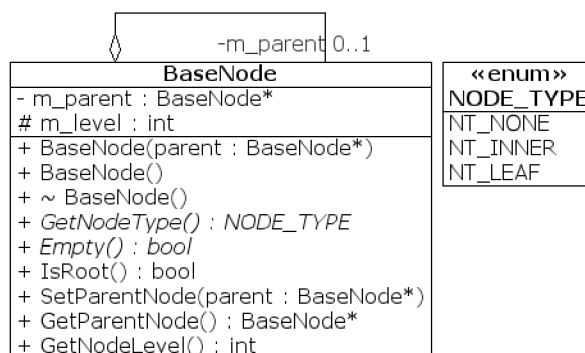 -m_parent 0..1
BaseNode
- m_parent : BaseNode*
# m_level : int
+ BaseNode(parent : BaseNode*)
+ BaseNode()
+ ~ BaseNode()
+ GetNodeType() : NODE_TYPE
+ Empty() : bool
+ IsRoot() : bool
+ SetParentNode(parent : BaseNode*)
+ GetParentNode() : BaseNode*
+ GetNodeLevel() : int
«enum»
NODE_TYPE
NT_NONE
NT_INNER
NT_LEAF